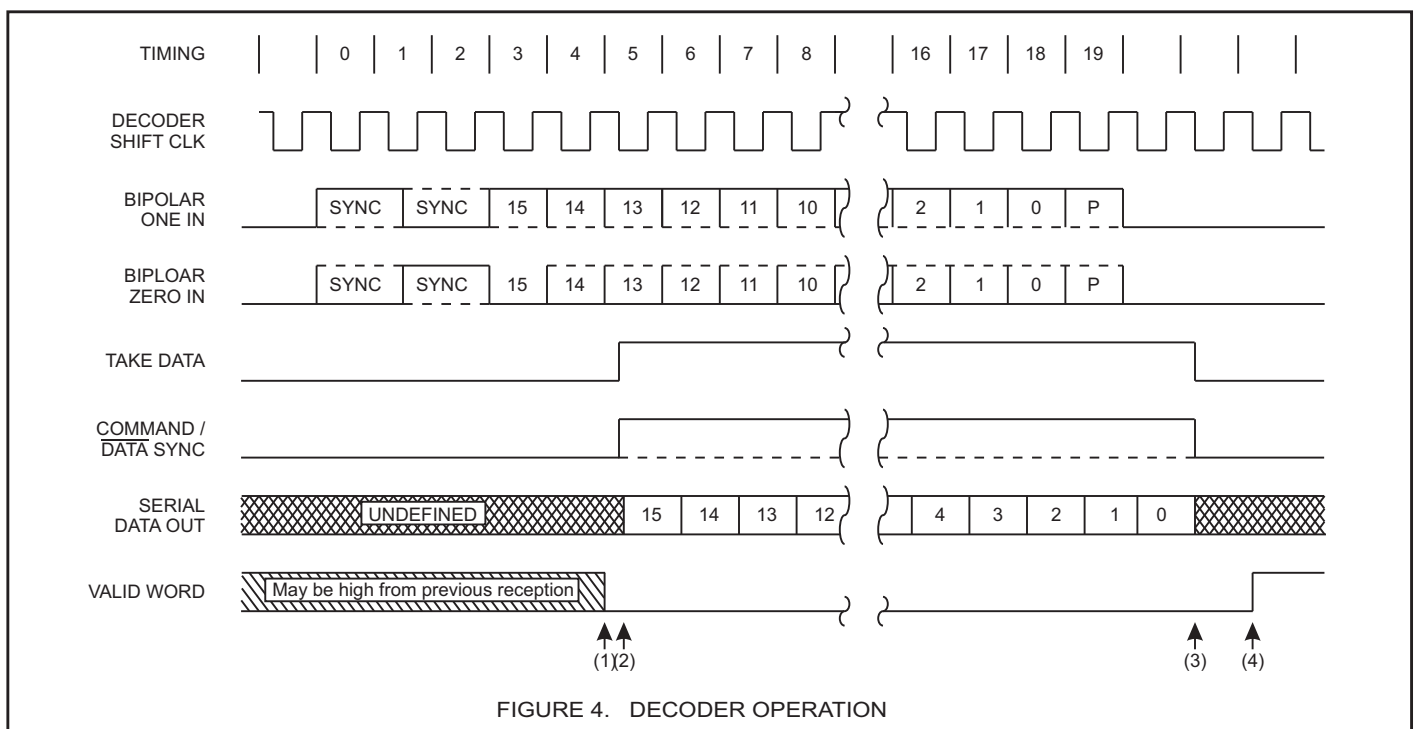 TIMING 0 1 2 3 4 5 6 7 8 16 17 18 19
DECODER
SHIFT CLK
BIPOLAR
ONE IN
SYNC SYNC 15 14 13 12 11 10 2 1 0 P
BIPLOAR
ZERO IN
SYNC SYNC 15 14 13 12 11 10 2 1 0 P
TAKE DATA
COMMAND /
DATA SYNC
SERIAL
DATA OUT
UNDEFINED 15 14 13 12 4 3 2 1 0
VALID WORD May be high from previous reception
(1) (2) (3) (4)
FIGURE 4. DECODER OPERATION